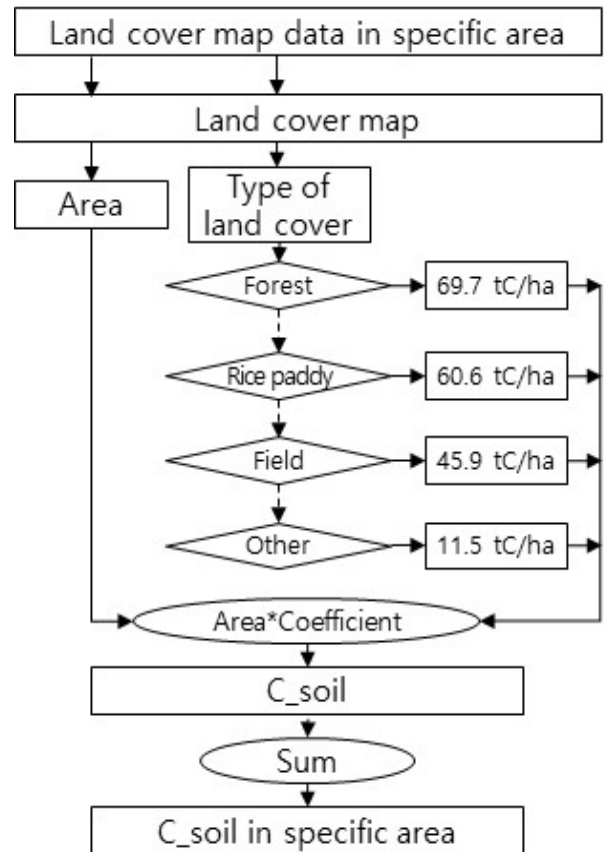 Land cover map data in specific area
Land cover map
Area
Type of
land cover
Forest
69.7 tC/ha
Rice paddy
60.6 tC/ha
Field
45.9 tC/ha
Other
11.5 tC/ha
Area*Coefficient
C_soil
Sum
C_soil in specific area